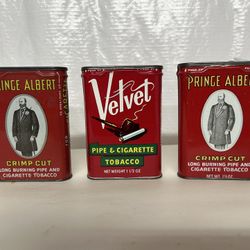 PRINCE ALBERT
CRIMP CUT
LONG BURNING PIPE AND
CIGARETTE TOBACCO
Velvet
PIPE & CIGARETTE
TOBACCO
NET WEIGHT 1 1/2 OZ
PRINCE ALBERT
CRIMP CUT
LONG BURNING PIPE AND
CIGARETTE TOBACCO